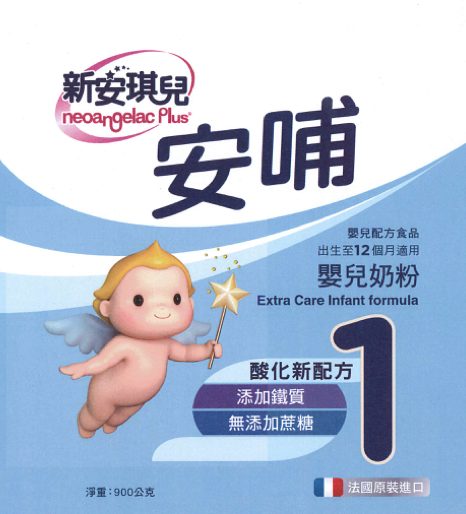 新安琪兒
neoangelac Plus®
安哺
嬰兒配方食品
出生至12個月適用
嬰兒奶粉
Extra Care Infant formula
1
酸化新配方
添加鐵質
無添加蔗糖
淨重：900公克
法國原裝進口